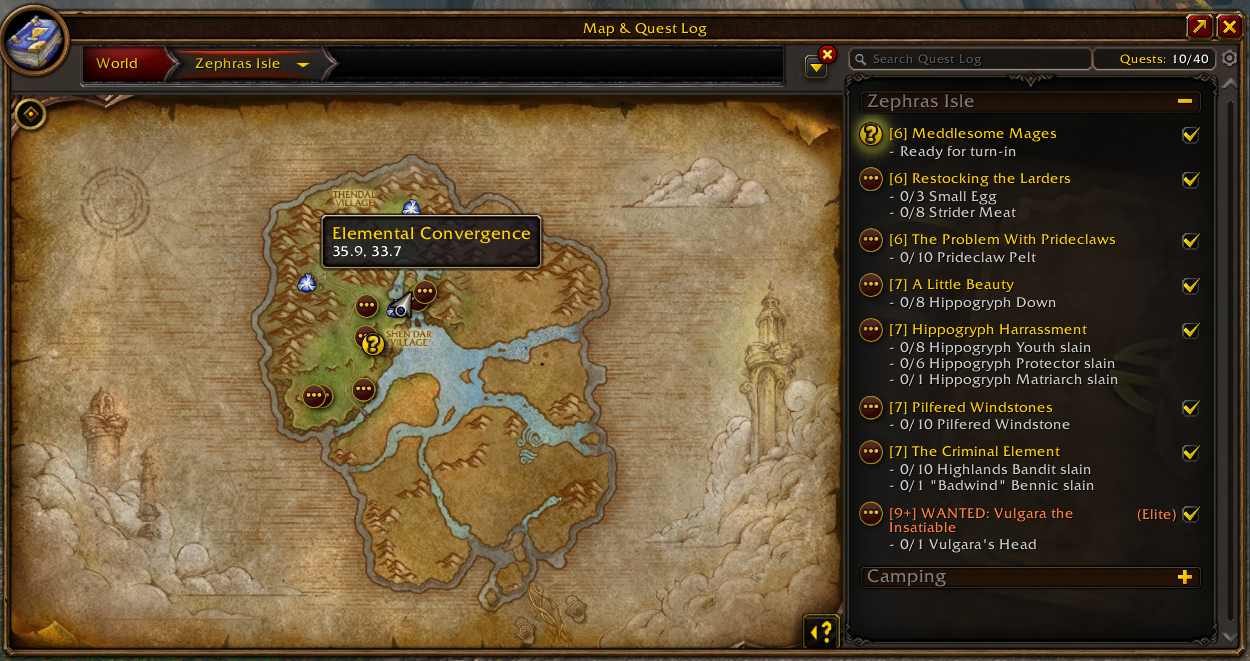 Map & Quest Log
World
Zephras Isle
Search Quest Log
Quests: 10/40
THENDAL
VILLAGE
Elemental Convergence
35.9, 33.7
SHEN'DAR
VILLAGE
Zephras Isle
[6] Meddlesome Mages
- Ready for turn-in
[6] Restocking the Larders
- 0/3 Small Egg
- 0/8 Strider Meat
[6] The Problem With Prideclaws
- 0/10 Prideclaw Pelt
[7] A Little Beauty
- 0/8 Hippogryph Down
[7] Hippogryph Harrassment
- 0/8 Hippogryph Youth slain
- 0/6 Hippogryph Protector slain
- 0/1 Hippogryph Matriarch slain
[7] Pilfered Windstones
- 0/10 Pilfered Windstone
[7] The Criminal Element
- 0/10 Highlands Bandit slain
- 0/1 "Badwind" Bennic slain
[9+] WANTED: Vulgara the (Elite)
Insatiable
- 0/1 Vulgara's Head
Camping